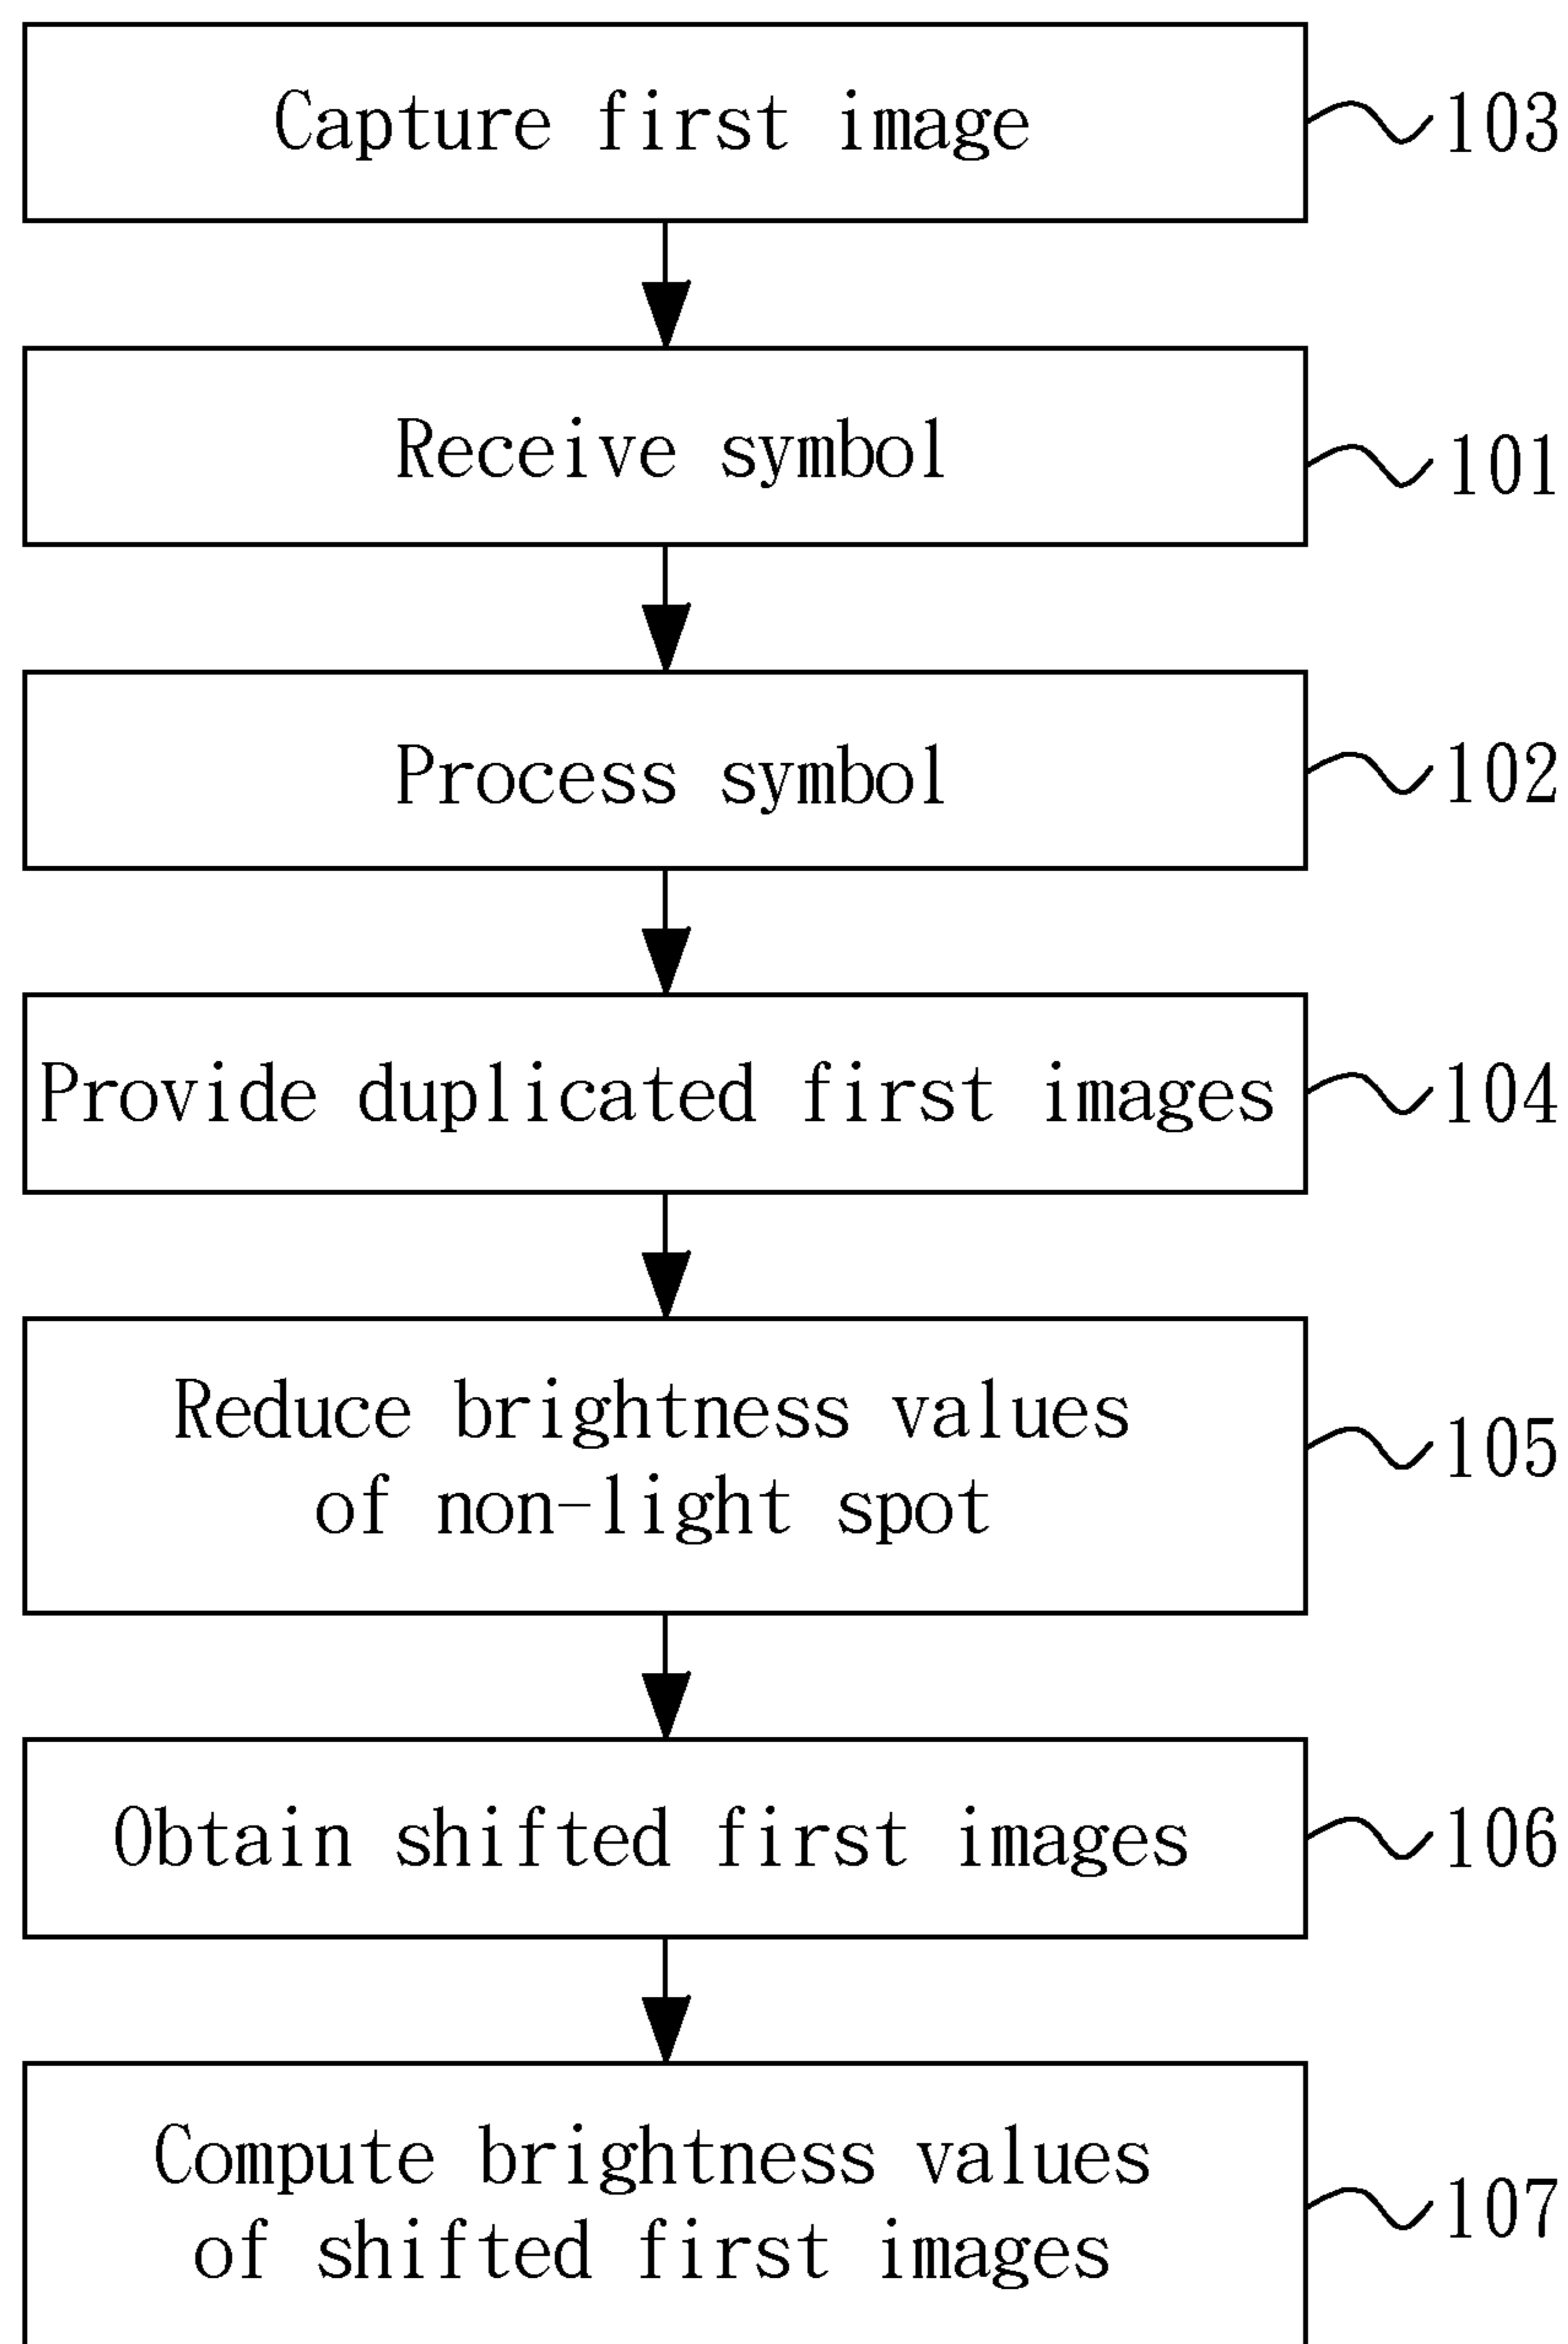 Capture first image 103
Receive symbol 101
Process symbol 102
Provide duplicated first images 104
Reduce brightness values
of non-light spot
105
Obtain shifted first images 106
Compute brightness values
of shifted first images
107